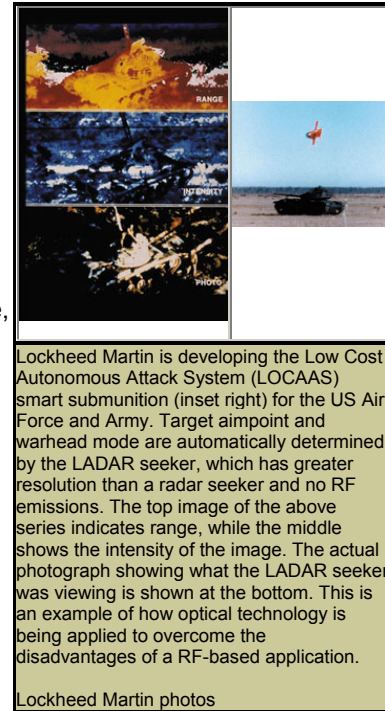 RANGE
INTENSITY
PHOTO
e,
Lockheed Martin is developing the Low Cost
Autonomous Attack System (LOCAAS)
smart submunition (inset right) for the US Air
Force and Army. Target aimpoint and
warhead mode are automatically determined
by the LADAR seeker, which has greater
resolution than a radar seeker and no RF
emissions. The top image of the above
series indicates range, while the middle
shows the intensity of the image. The actual
photograph showing what the LADAR seeker
was viewing is shown at the bottom. This is
an example of how optical technology is
being applied to overcome the
disadvantages of a RF-based application.
Lockheed Martin photos